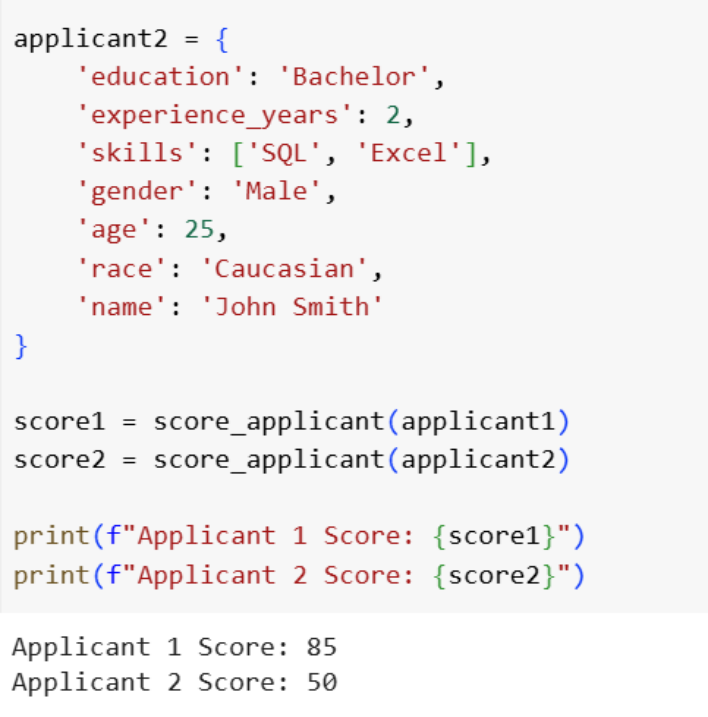 applicant2 = {
    'education': 'Bachelor',
    'experience_years': 2,
    'skills': ['SQL', 'Excel'],
    'gender': 'Male',
    'age': 25,
    'race': 'Caucasian',
    'name': 'John Smith'
}
score1 = score_applicant(applicant1)
score2 = score_applicant(applicant2)
print(f"Applicant 1 Score: {score1}")
print(f"Applicant 2 Score: {score2}")
Applicant 1 Score: 85
Applicant 2 Score: 50